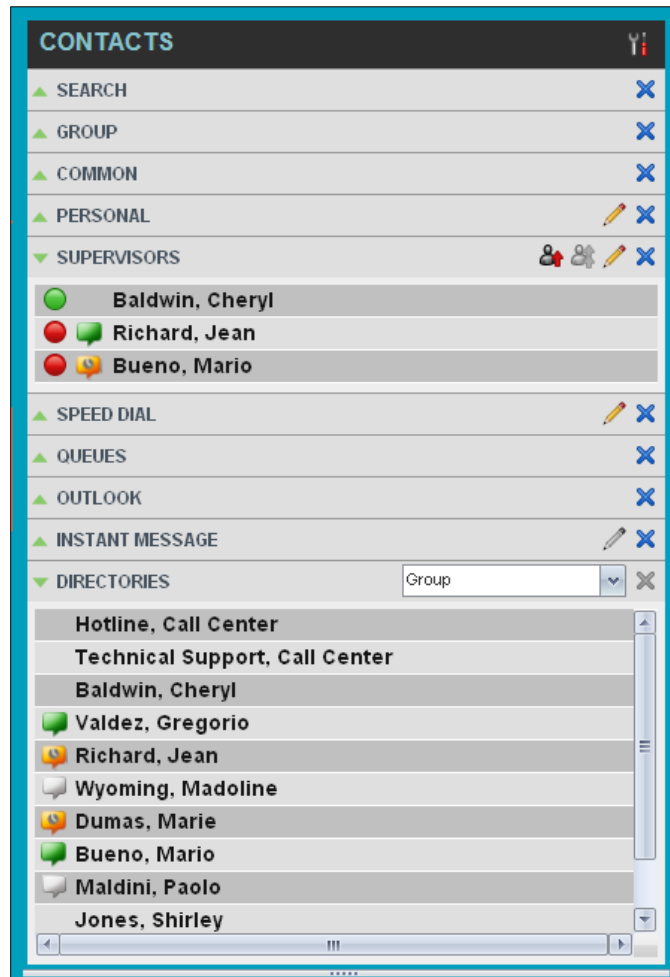 CONTACTS
SEARCH
GROUP
COMMON
PERSONAL
SUPERVISORS
Baldwin, Cheryl
Richard, Jean
Bueno, Mario
SPEED DIAL
QUEUES
OUTLOOK
INSTANT MESSAGE
DIRECTORIES Group
Hotline, Call Center
Technical Support, Call Center
Baldwin, Cheryl
Valdez, Gregorio
Richard, Jean
Wyoming, Madoline
Dumas, Marie
Bueno, Mario
Maldini, Paolo
Jones, Shirley